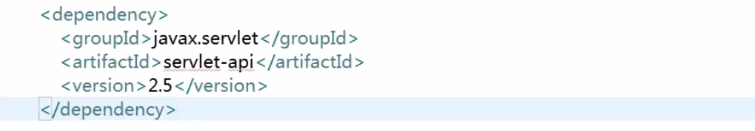 <dependency>
<groupId>javax.servlet</groupId>
<artifactId>servlet-api</artifactId>
<version>2.5</version>
</dependency>